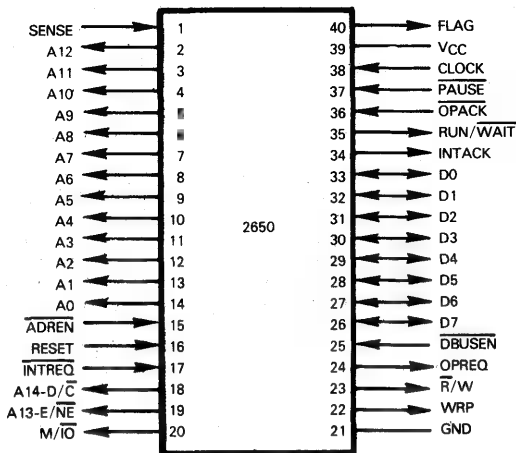 SENSE 1 40 FLAG
A12 2 39 VCC
A11 3 38 CLOCK
A10 4 37 PAUSE
A9 36 OPACK
A8 35 RUN/WAIT
A7 7 34 INTACK
A6 8 33 D0
A5 9 32 D1
A4 10 31 D2
A3 11 2650 30 D3
A2 12 29 D4
A1 13 28 D5
A0 14 27 D6
ADREN 15 26 D7
RESET 16 25 DBUSEN
INTREQ 17 24 OPREQ
A14-D/C 18 23 R/W
A13-E/NE 19 22 WRP
M/IO 20 21 GND